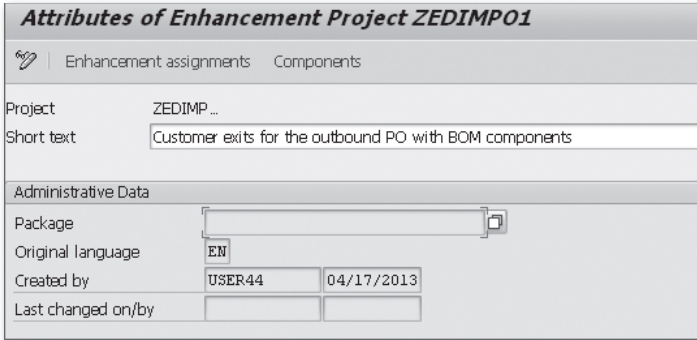 Attributes of Enhancement Project ZEDIMPO1
Enhancement assignments Components
Project ZEDIMP...
Short text Customer exits for the outbound PO with BOM components
Administrative Data
Package
Original language EN
Created by USER44 04/17/2013
Last changed on/by